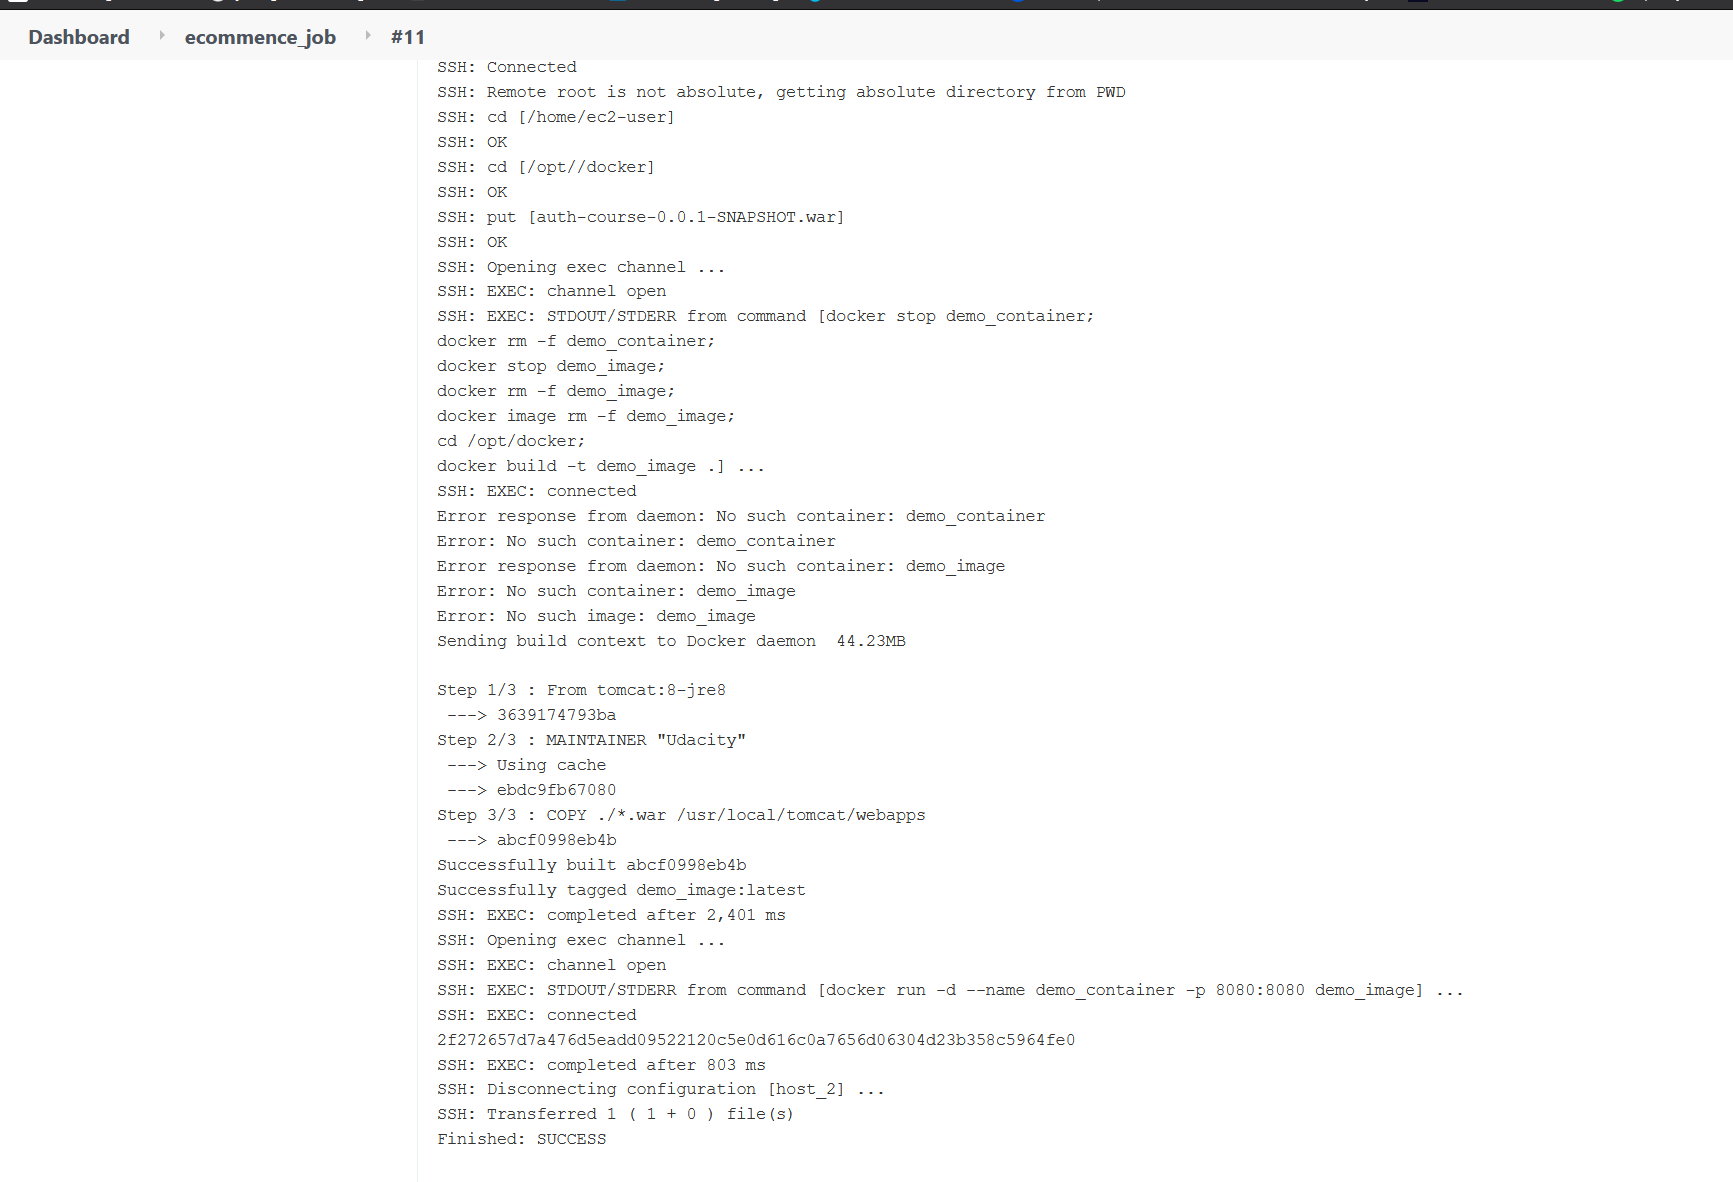 Dashboard ecommence_job #11
SSH: Connected
SSH: Remote root is not absolute, getting absolute directory from PWD
SSH: cd [/home/ec2-user]
SSH: OK
SSH: cd [/opt//docker]
SSH: OK
SSH: put [auth-course-0.0.1-SNAPSHOT.war]
SSH: OK
SSH: Opening exec channel ...
SSH: EXEC: channel open
SSH: EXEC: STDOUT/STDERR from command [docker stop demo_container;
docker rm -f demo_container;
docker stop demo_image;
docker rm -f demo_image;
docker image rm -f demo_image;
cd /opt/docker;
docker build -t demo_image .] ...
SSH: EXEC: connected
Error response from daemon: No such container: demo_container
Error: No such container: demo_container
Error response from daemon: No such container: demo_image
Error: No such container: demo_image
Error: No such image: demo_image
Sending build context to Docker daemon  44.23MB
Step 1/3 : From tomcat:8-jre8
 ---> 3639174793ba
Step 2/3 : MAINTAINER "Udacity"
 ---> Using cache
 ---> ebdc9fb67080
Step 3/3 : COPY ./*.war /usr/local/tomcat/webapps
 ---> abcf0998eb4b
Successfully built abcf0998eb4b
Successfully tagged demo_image:latest
SSH: EXEC: completed after 2,401 ms
SSH: Opening exec channel ...
SSH: EXEC: channel open
SSH: EXEC: STDOUT/STDERR from command [docker run -d --name demo_container -p 8080:8080 demo_image] ...
SSH: EXEC: connected
2f272657d7a476d5eadd09522120c5e0d616c0a7656d06304d23b358c5964fe0
SSH: EXEC: completed after 803 ms
SSH: Disconnecting configuration [host_2] ...
SSH: Transferred 1 ( 1 + 0 ) file(s)
Finished: SUCCESS